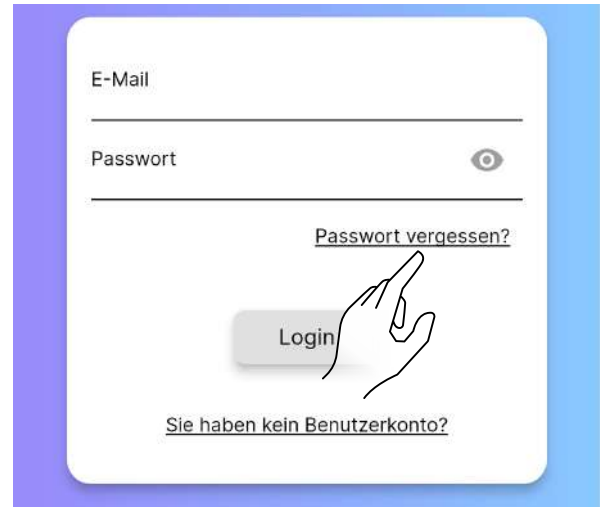 E-Mail
Passwort
Passwort vergessen?
Login
Sie haben kein Benutzerkonto?